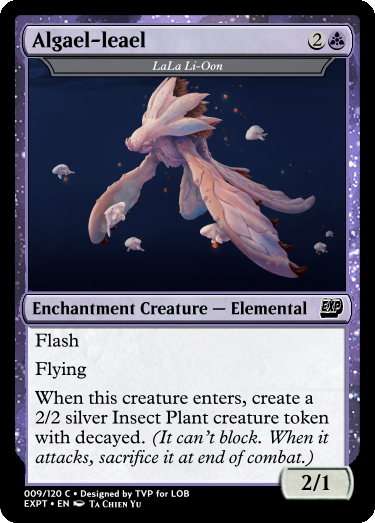 Algael-leael 2
LaLa Li-Oon
Enchantment Creature — Elemental EXP
Flash
Flying
When this creature enters, create a
2/2 silver Insect Plant creature token
with decayed. (It can't block. When it
attacks, sacrifice it at end of combat.)
2/1
009/120 C • Designed by TVP for LOB
EXPT • EN Ta Chien Yu